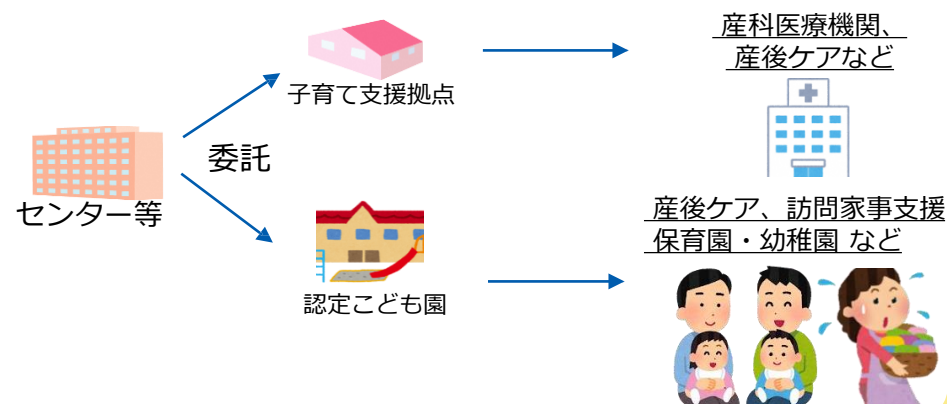 産科医療機関、
産後ケアなど
子育て支援拠点
委託
センター等
産後ケア、訪問家事支援
保育園・幼稚園 など
認定こども園